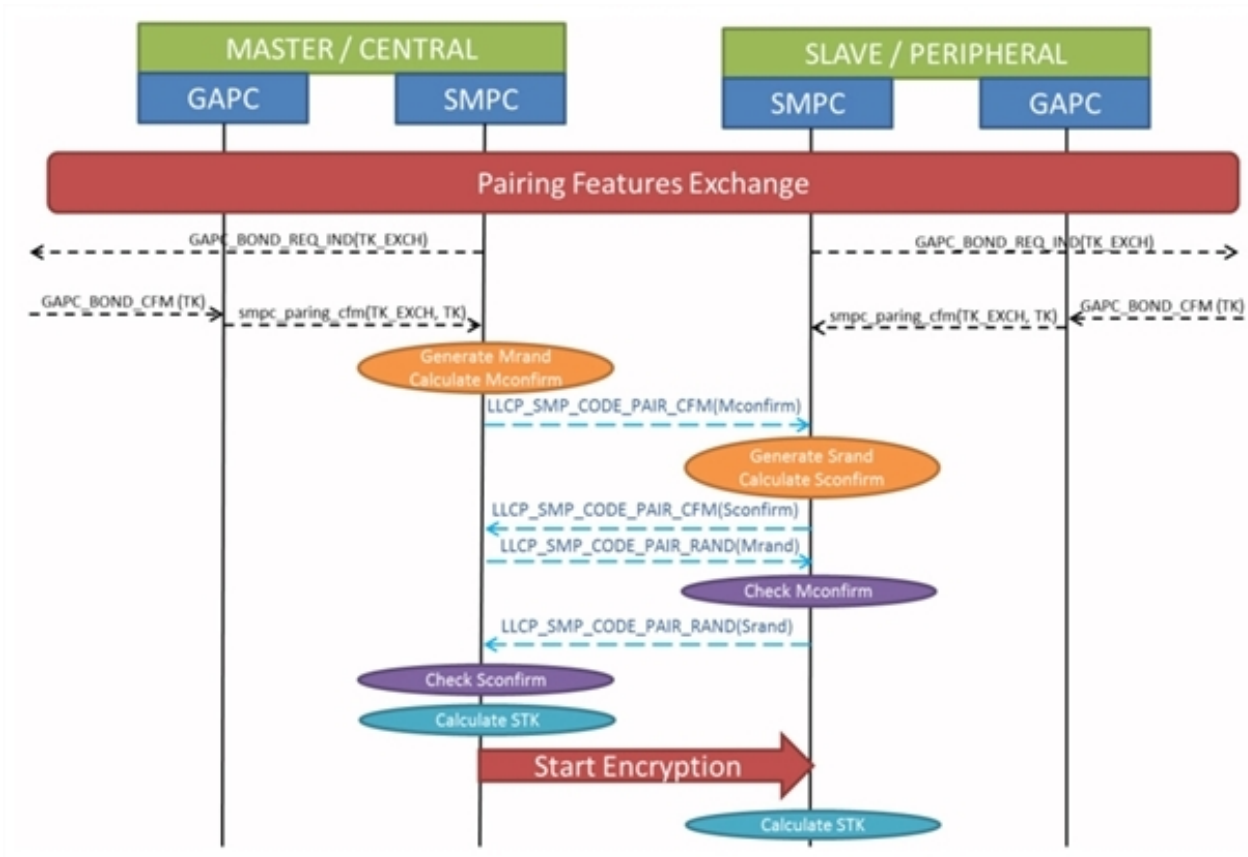 MASTER / CENTRAL
SLAVE / PERIPHERAL
GAPC
SMPC
SMPC
GAPC
Pairing Features Exchange
GAPC_BOND_REQ_IND(TK_EXCH)
GAPC_BOND_REQ_IND(TK_EXCH)
GAPC_BOND_CFM (TK)
smpc_paring_cfm(TK_EXCH, TK)
smpc_paring_cfm(TK_EXCH, TK)
GAPC_BOND_CFM (TK)
Generate Mrand
Calculate Mconfirm
LLCP_SMP_CODE_PAIR_CFM(Mconfirm)
Generate Srand
Calculate Sconfirm
LLCP_SMP_CODE_PAIR_CFM(Sconfirm)
LLCP_SMP_CODE_PAIR_RAND(Mrand)
Check Mconfirm
LLCP_SMP_CODE_PAIR_RAND(Srand)
Check Sconfirm
Calculate STK
Start Encryption
Calculate STK